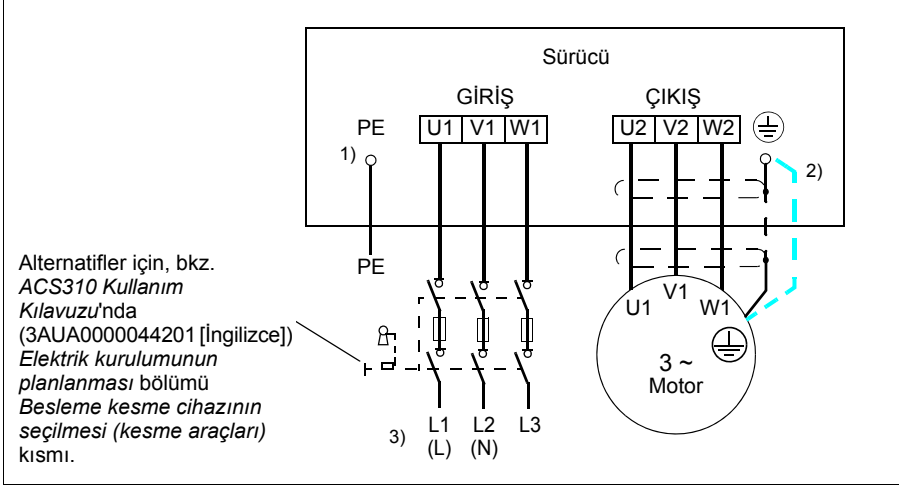 Sürücü
GİRİŞ
ÇIKIŞ
PE
U1 V1 W1
U2 V2 W2
1)
2)
PE
Alternatifler için, bkz.
ACS310 Kullanım
Kılavuzu'nda
(3AUA0000044201 [İngilizce])
Elektrik kurulumunun
planlanması bölümü
Besleme kesme cihazının
seçilmesi (kesme araçları)
kısmı.
U1 V1 W1
3 ~
Motor
3)
L1 L2 L3
(L) (N)